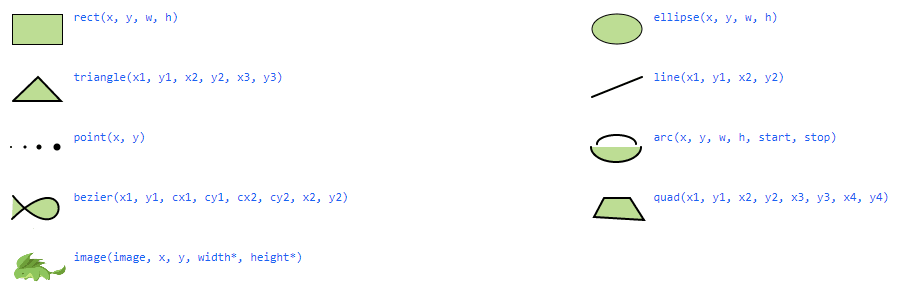 rect(x, y, w, h)
ellipse(x, y, w, h)
triangle(x1, y1, x2, y2, x3, y3)
line(x1, y1, x2, y2)
point(x, y)
arc(x, y, w, h, start, stop)
bezier(x1, y1, cx1, cy1, cx2, cy2, x2, y2)
quad(x1, y1, x2, y2, x3, y3, x4, y4)
image(image, x, y, width*, height*)